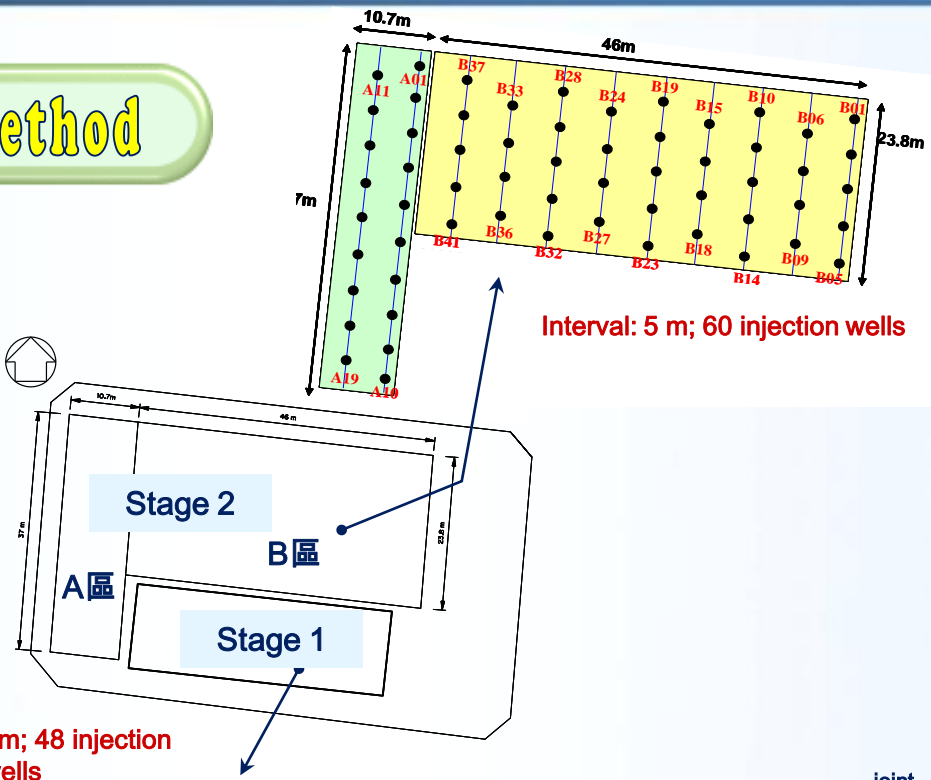 10.7m
46m
ethod
A01
A11
B37
B33
B28
B24
B19
B15
B10
B06
B01
23.8m
7m
B41
B36
B32
B27
B23
B18
B14
B09
B05
Interval: 5 m; 60 injection wells
A19
A10
10.7m
46 m
Stage 2
37 m
23.8 m
B區
A區
Stage 1
m; 48 injection
ells
joint